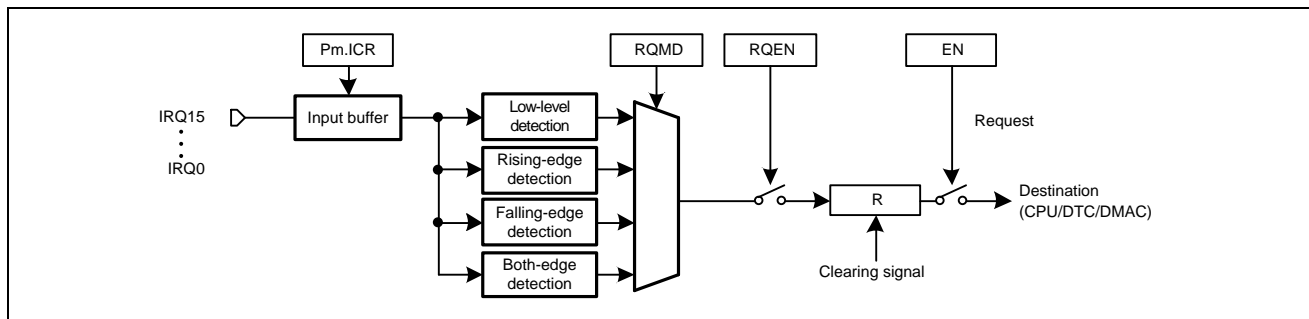 Pm.ICR
RQMD
RQEN
EN
IRQ15
IRQ0
Input buffer
Low-level
detection
Rising-edge
detection
Falling-edge
detection
Both-edge
detection
R
Request
Destination
(CPU/DTC/DMAC)
Clearing signal